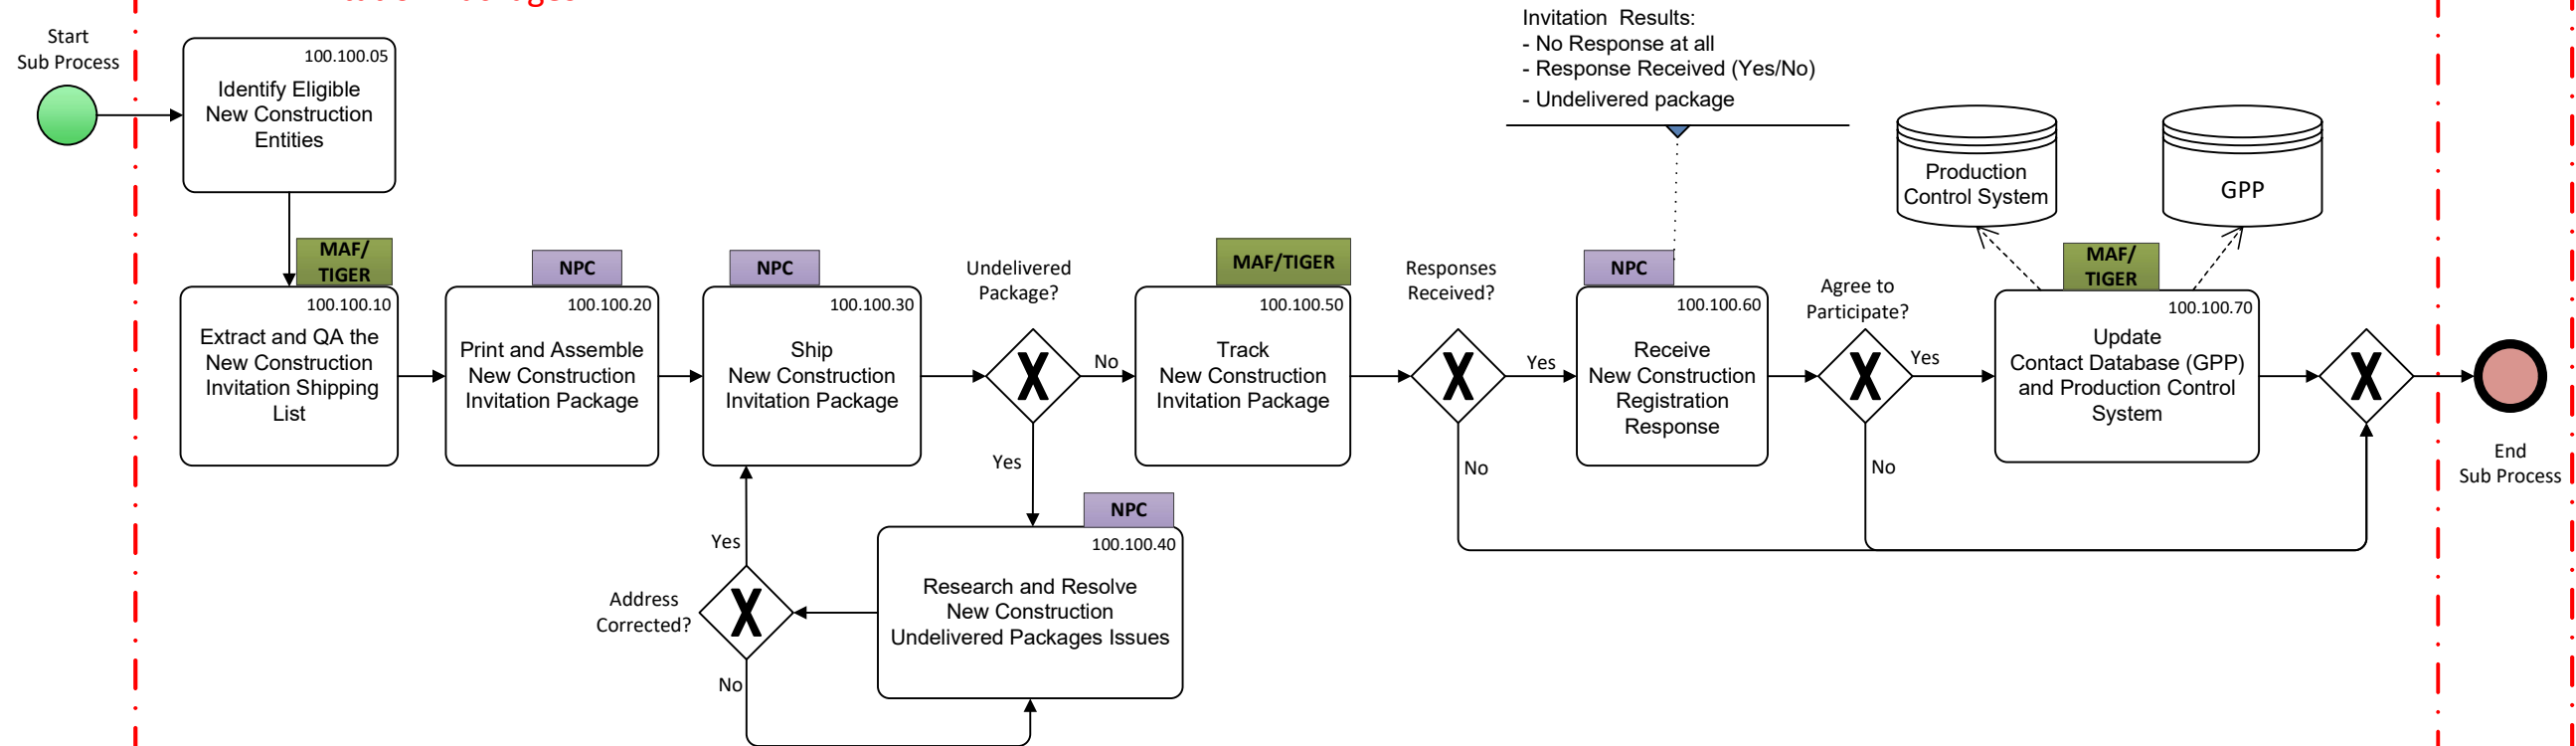 Start
Sub Process
100.100.05
Identify Eligible
New Construction
Entities
Invitation Results:
- No Response at all
- Response Received (Yes/No)
- Undelivered package
Production
Control System
GPP
MAF/
TIGER
100.100.10
Extract and QA the
New Construction
Invitation Shipping
List
NPC
100.100.20
Print and Assemble
New Construction
Invitation Package
NPC
100.100.30
Ship
New Construction
Invitation Package
Undelivered
Package?
No
Yes
MAF/TIGER
100.100.50
Track
New Construction
Invitation Package
Responses
Received?
Yes
No
NPC
100.100.60
Receive
New Construction
Registration
Response
Agree to
Participate?
Yes
No
MAF/
TIGER
100.100.70
Update
Contact Database (GPP)
and Production Control
System
End
Sub Process
NPC
100.100.40
Research and Resolve
New Construction
Undelivered Packages Issues
Address
Corrected?
Yes
No